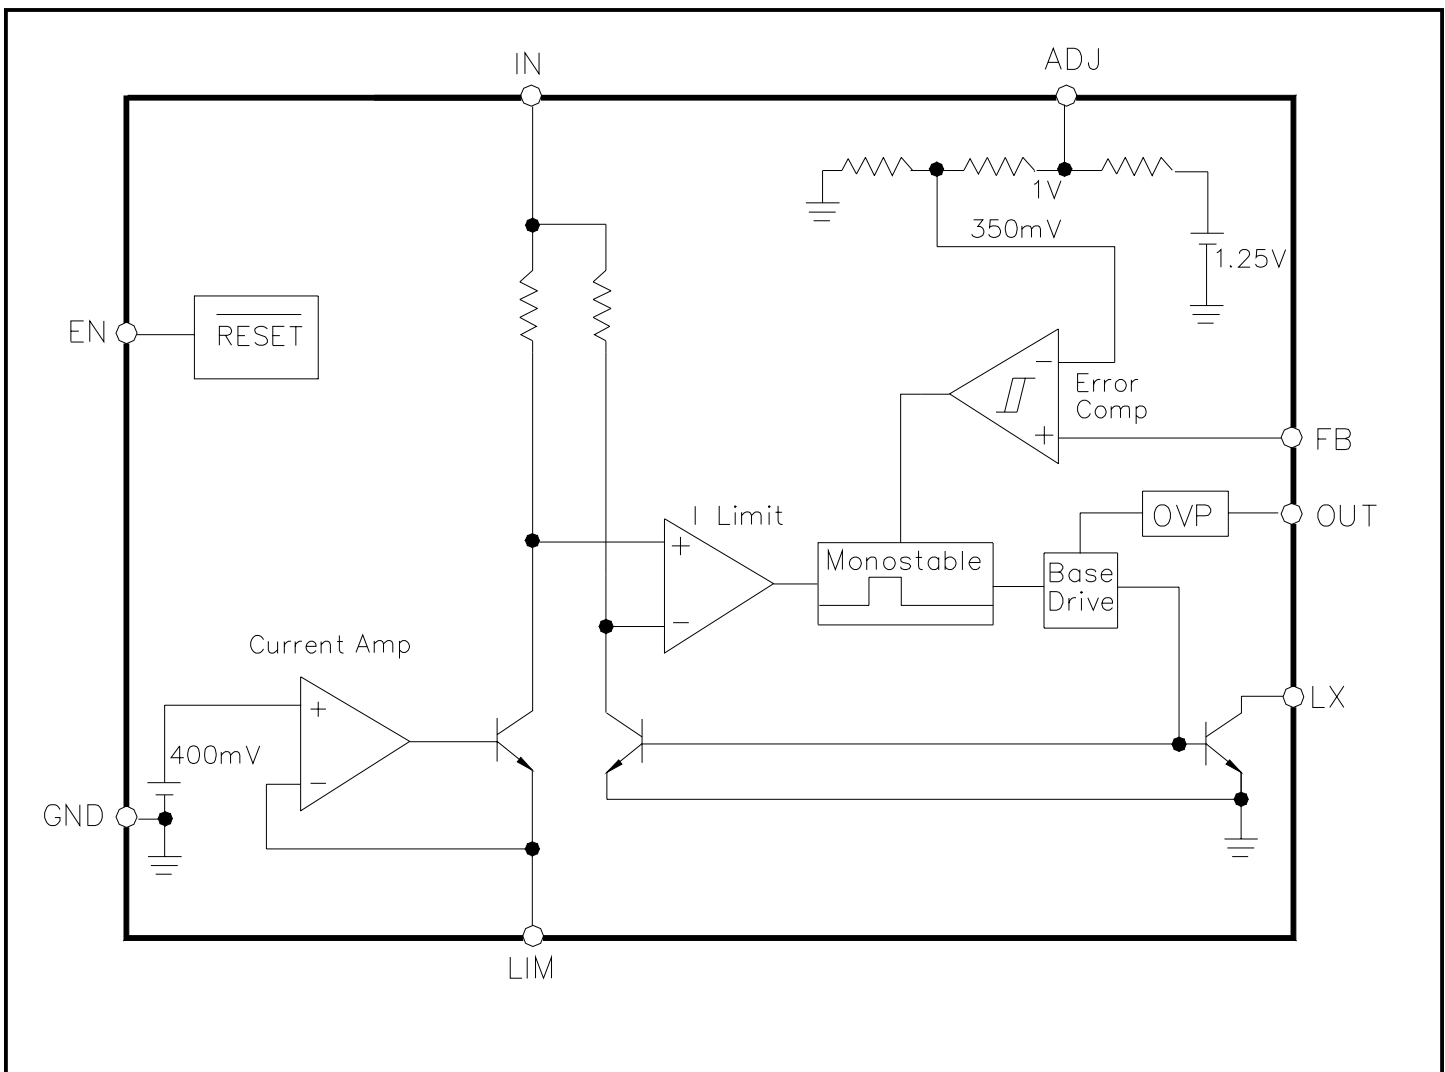 IN
ADJ
1V
350mV
1.25V
EN
RESET
−
Error
Comp
+
FB
I Limit
OVP
OUT
+
Monostable
Base
Drive
−
Current Amp
LX
+
400mV
−
GND
LIM